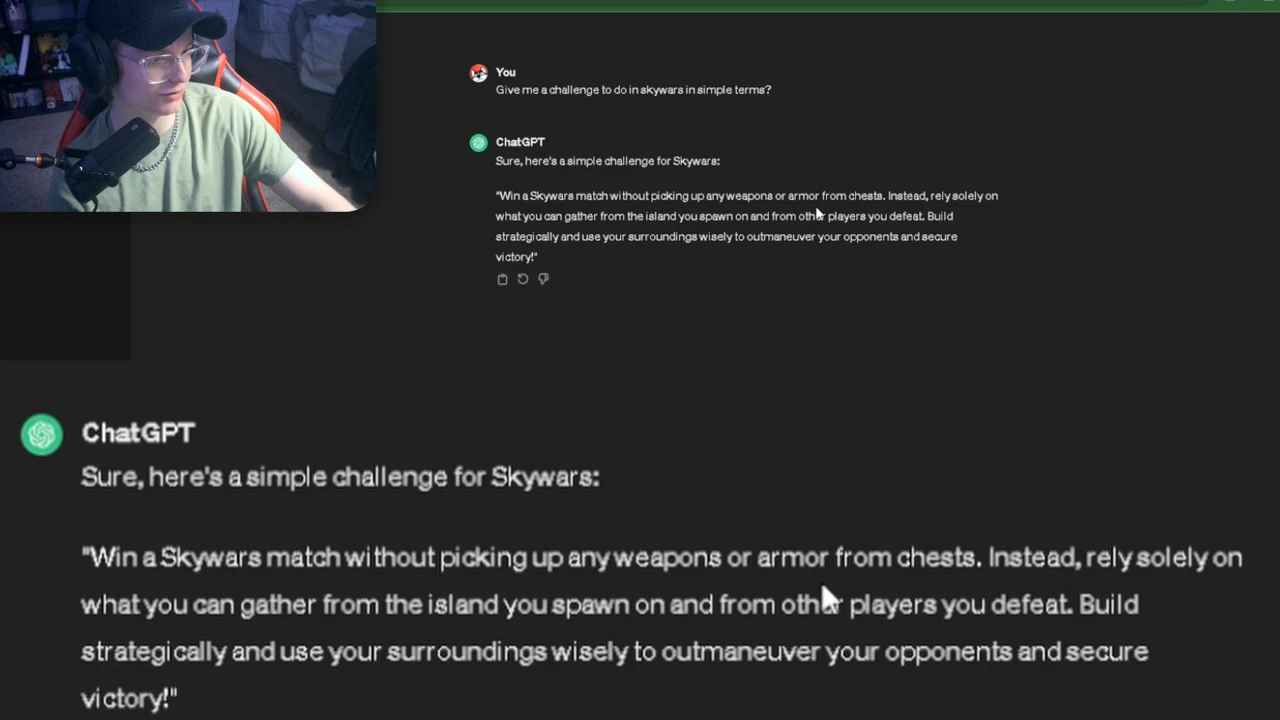 You
Give me a challenge to do in skywars in simple terms?
ChatGPT
Sure, here's a simple challenge for Skywars:
"Win a Skywars match without picking up any weapons or armor from chests. Instead, rely solely on
what you can gather from the island you spawn on and from other players you defeat. Build
strategically and use your surroundings wisely to outmaneuver your opponents and secure
victory!"
ChatGPT
Sure, here's a simple challenge for Skywars:
"Win a Skywars match without picking up any weapons or armor from chests. Instead, rely solely on
what you can gather from the island you spawn on and from other players you defeat. Build
strategically and use your surroundings wisely to outmaneuver your opponents and secure
victory!"